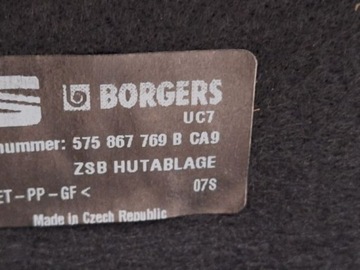 BORGERS
UC7
nummer: 575 867 769 B CA9
ZSB HUTABLAGE
ET-PP-GF< 07S
Made in Czech Republic